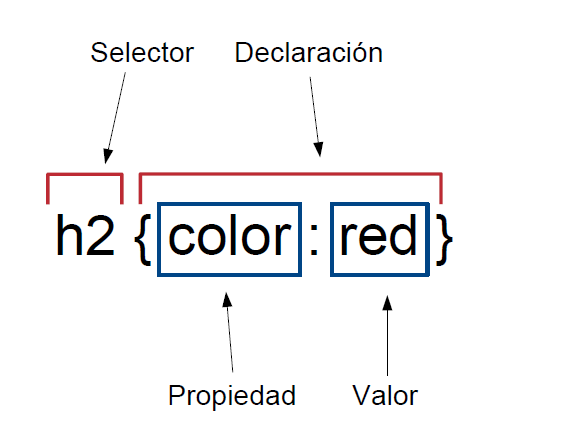 Selector Declaración
h2 { color : red }
Propiedad Valor